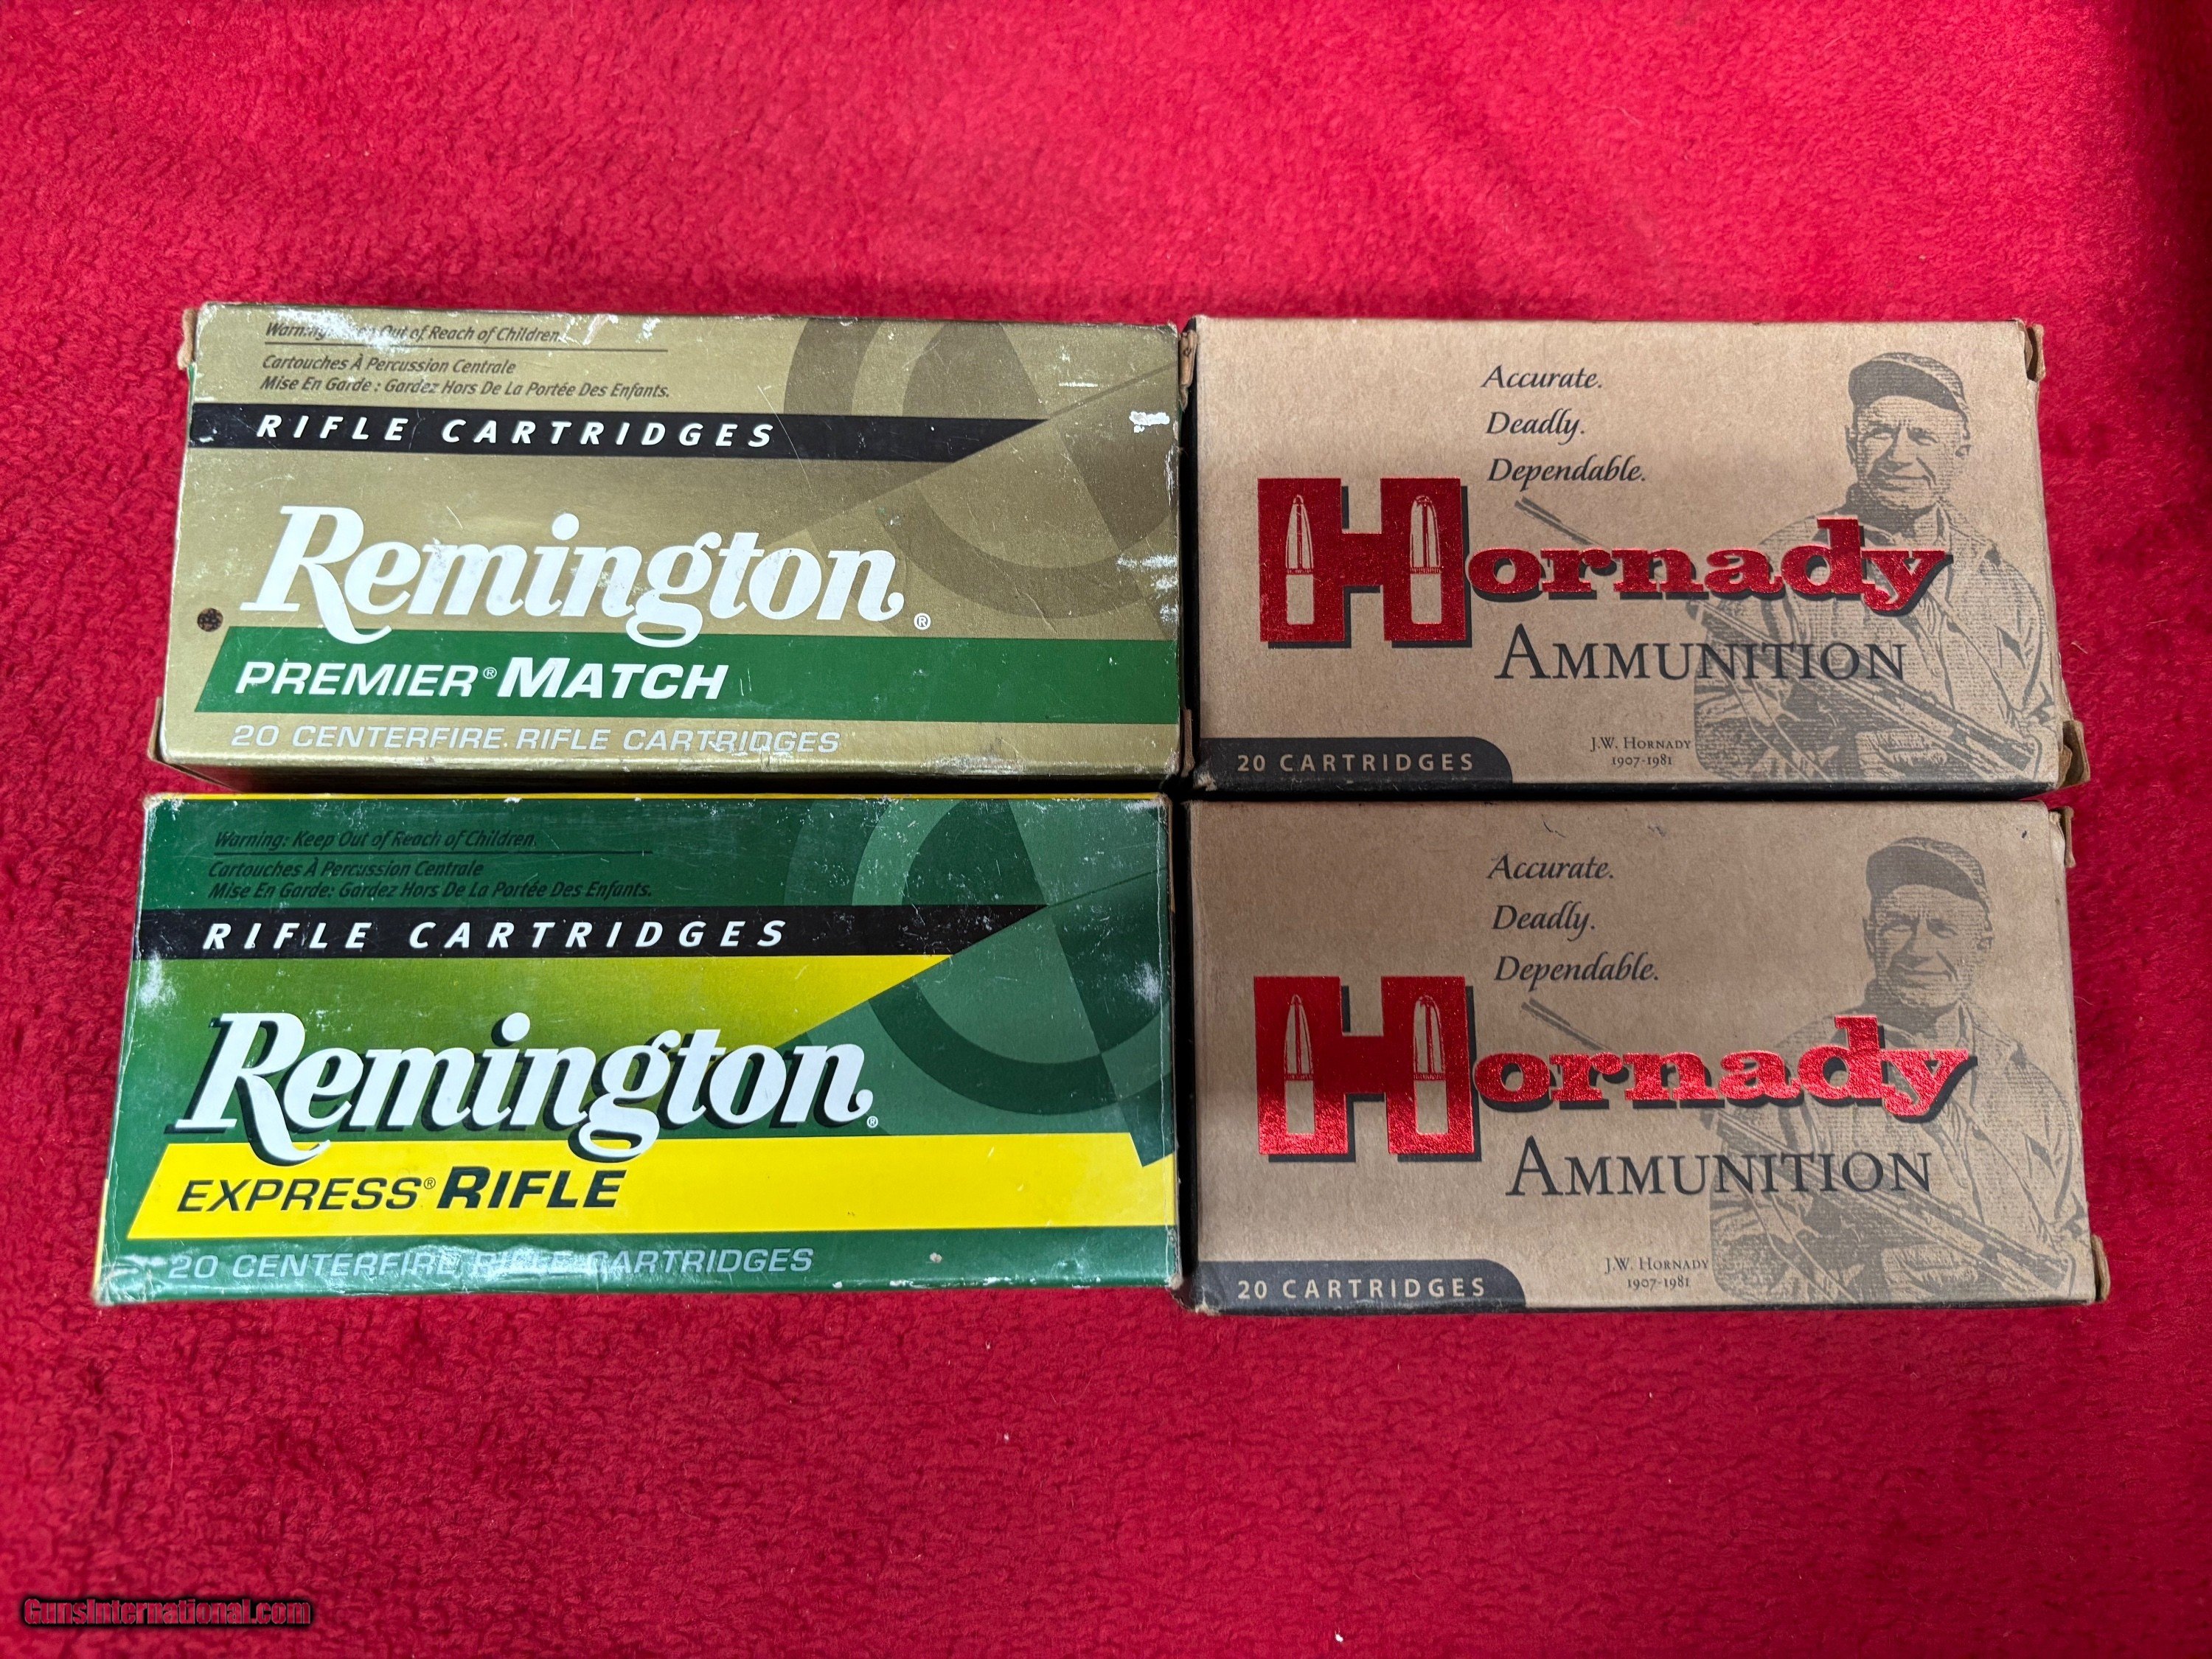 Warning: Keep Out of Reach of Children.
Cartouches À Percussion Centrale
Mise En Garde : Gardez Hors De La Portée Des Enfants.
RIFLE CARTRIDGES
Remington®
PREMIER® MATCH
20 CENTERFIRE RIFLE CARTRIDGES
Accurate.
Deadly.
Dependable.
Hornady
AMMUNITION
J.W. HORNADY
1907-1981
20 CARTRIDGES
Warning: Keep Out of Reach of Children.
Cartouches À Percussion Centrale
Mise En Garde: Gardez Hors De La Portée Des Enfants.
RIFLE CARTRIDGES
Remington®
EXPRESS® RIFLE
20 CENTERFIRE RIFLE CARTRIDGES
Accurate.
Deadly.
Dependable.
Hornady
AMMUNITION
J.W. HORNADY
1907-1981
20 CARTRIDGES
GunsInternational.com